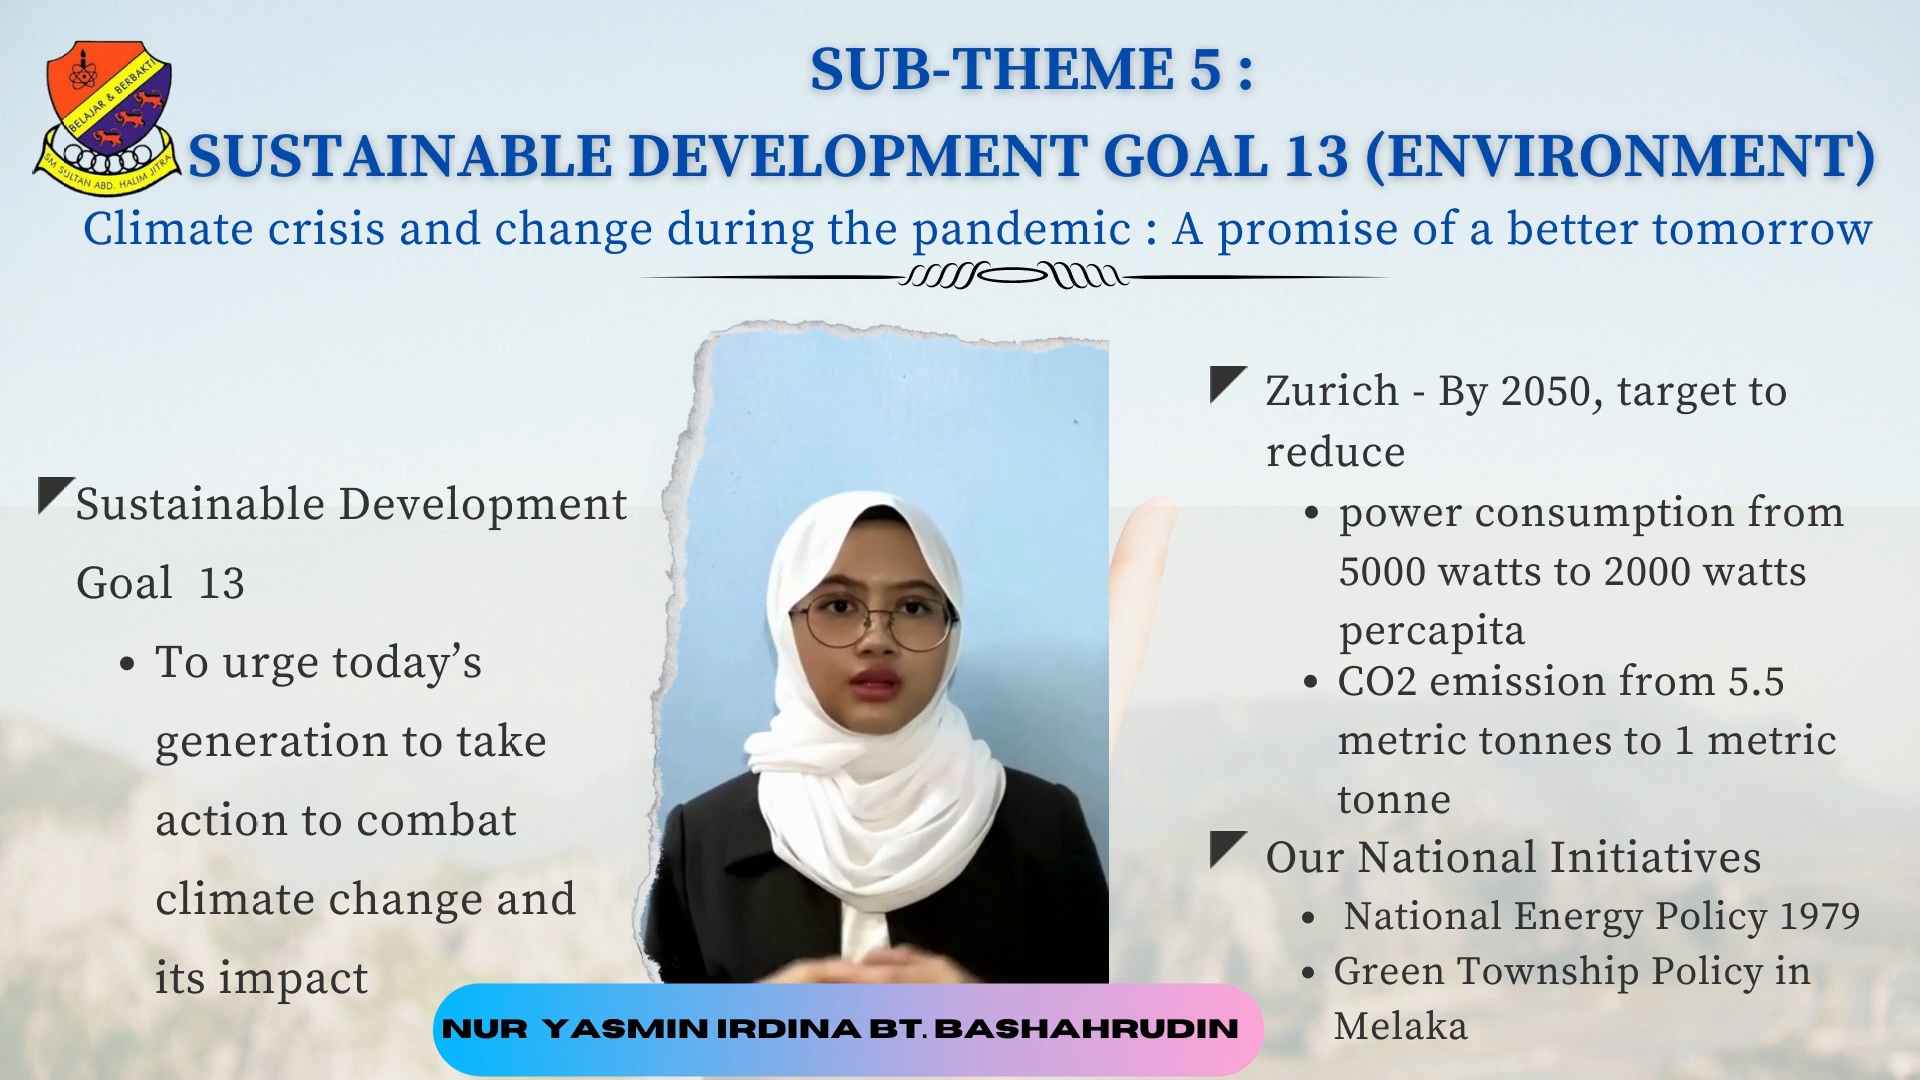 BELAJAR & BERBAKTI
SM SULTAN ABD. HALIM JITRA
SUB-THEME 5 :
SUSTAINABLE DEVELOPMENT GOAL 13 (ENVIRONMENT)
Climate crisis and change during the pandemic : A promise of a better tomorrow
Sustainable Development
Goal 13
• To urge today’s
generation to take
action to combat
climate change and
its impact
Zurich - By 2050, target to
reduce
• power consumption from
5000 watts to 2000 watts
percapita
• CO2 emission from 5.5
metric tonnes to 1 metric
tonne
Our National Initiatives
• National Energy Policy 1979
• Green Township Policy in
Melaka
NUR YASMIN IRDINA BT. BASHAHRUDIN